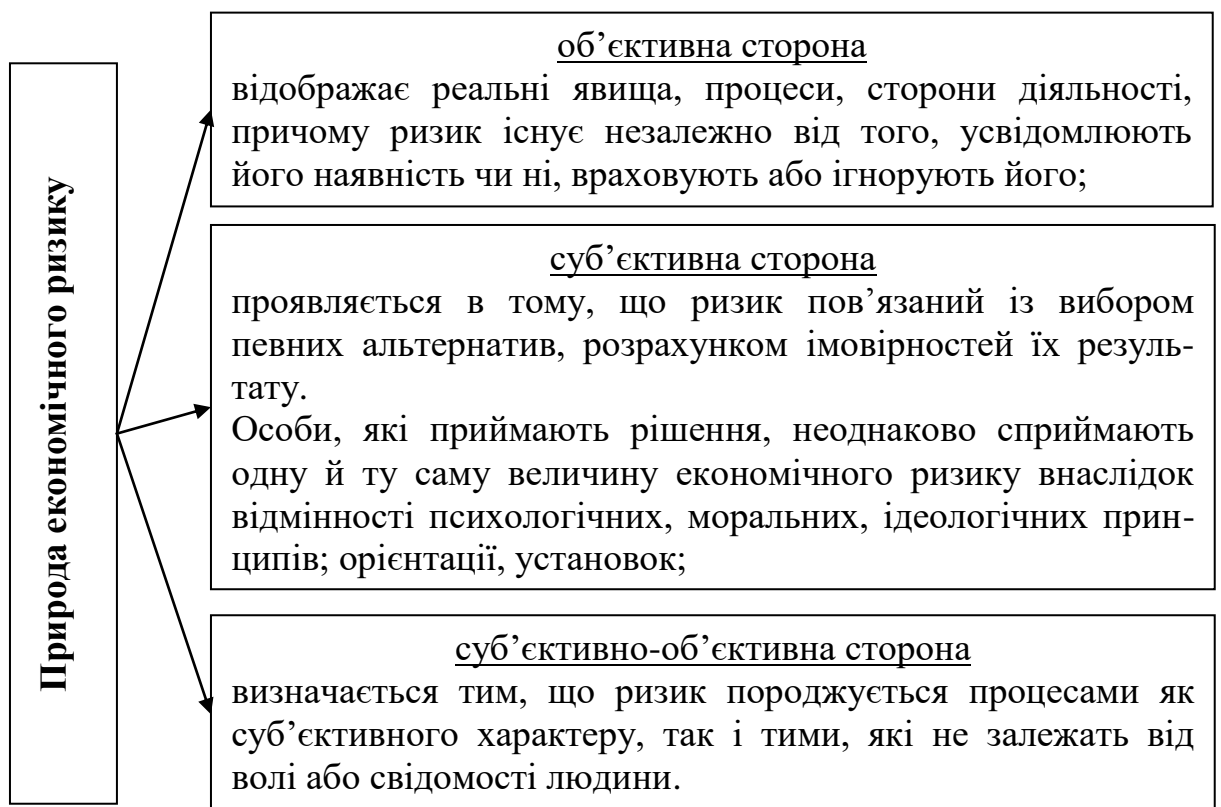 Природа економічного ризику
об’єктивна сторона
відображає реальні явища, процеси, сторони діяльності,
причому ризик існує незалежно від того, усвідомлюють
його наявність чи ні, враховують або ігнорують його;
суб’єктивна сторона
проявляється в тому, що ризик пов’язаний із вибором
певних альтернатив, розрахунком імовірностей їх резуль-
тату.
Особи, які приймають рішення, неоднаково сприймають
одну й ту саму величину економічного ризику внаслідок
відмінності психологічних, моральних, ідеологічних прин-
ципів; орієнтації, установок;
суб’єктивно-об’єктивна сторона
визначається тим, що ризик породжується процесами як
суб’єктивного характеру, так і тими, які не залежать від
волі або свідомості людини.